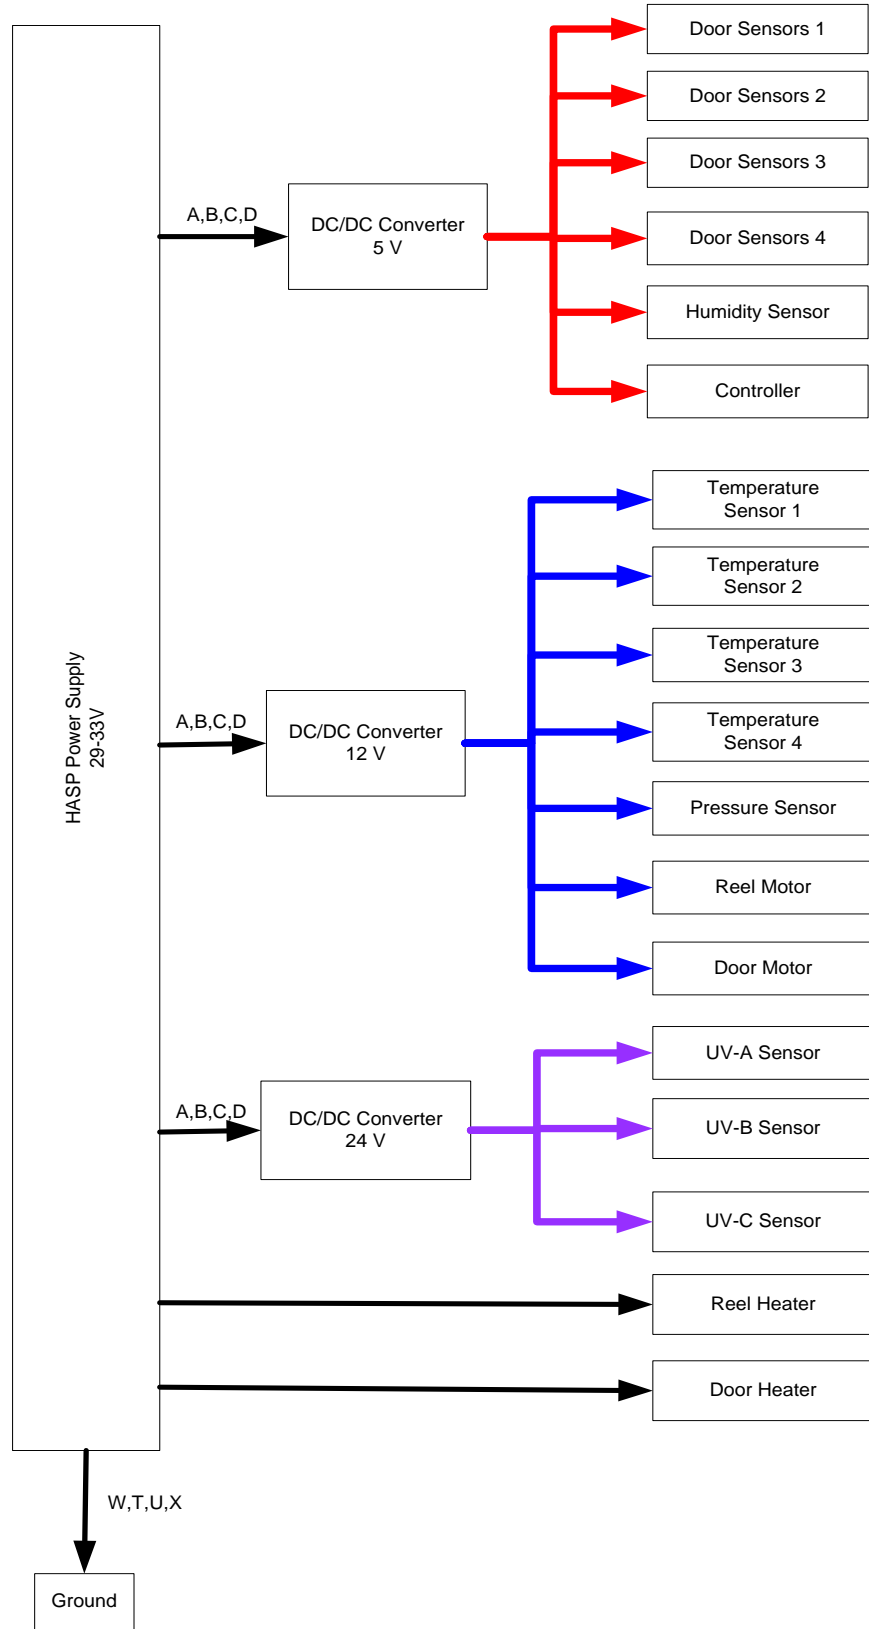 Door Sensors 1
Door Sensors 2
Door Sensors 3
A,B,C,D
DC/DC Converter
5 V
Door Sensors 4
Humidity Sensor
Controller
Temperature
Sensor 1
Temperature
Sensor 2
Temperature
Sensor 3
HASP Power Supply
29-33V
A,B,C,D
DC/DC Converter
12 V
Temperature
Sensor 4
Pressure Sensor
Reel Motor
Door Motor
UV-A Sensor
A,B,C,D
DC/DC Converter
24 V
UV-B Sensor
UV-C Sensor
Reel Heater
Door Heater
W,T,U,X
Ground